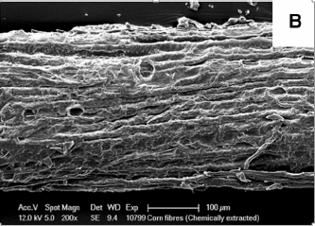 B
Acc.V Spot Magn Det WD Exp 100 µm
12.0 kV 5.0 200x SE 9.4 10799 Corn fibres (Chemically extracted)